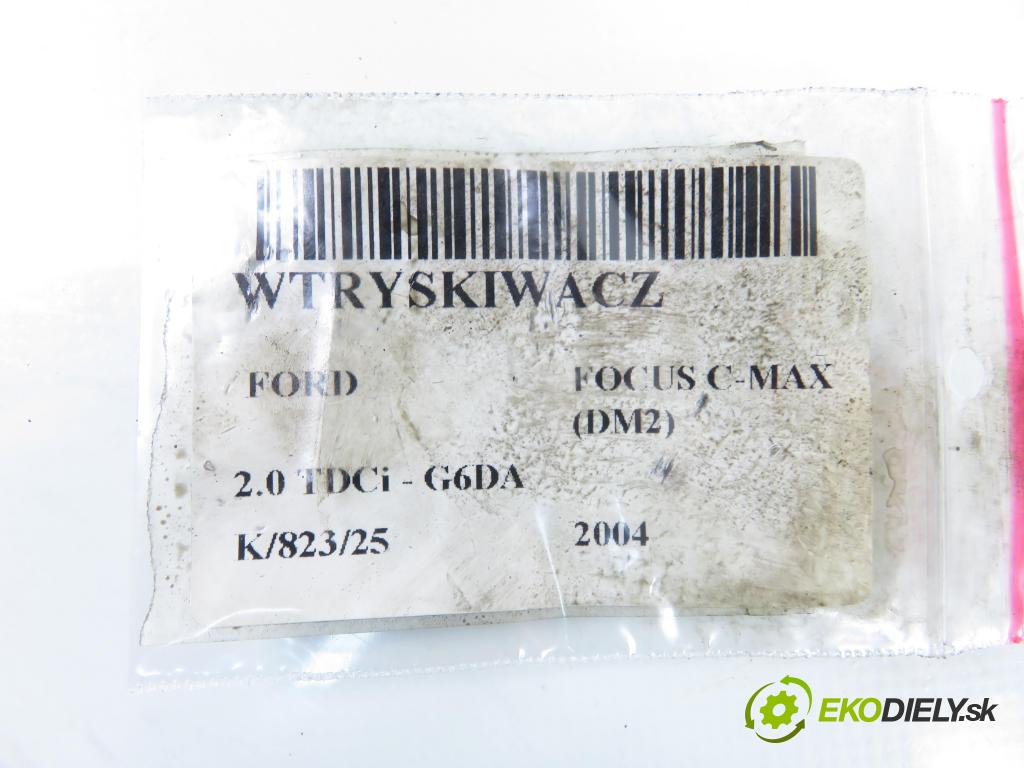 WTRYSKIWACZ
FORD FOCUS C-MAX
(DM2)
2.0 TDCi - G6DA
K/823/25 2004
EKODIELY.sk